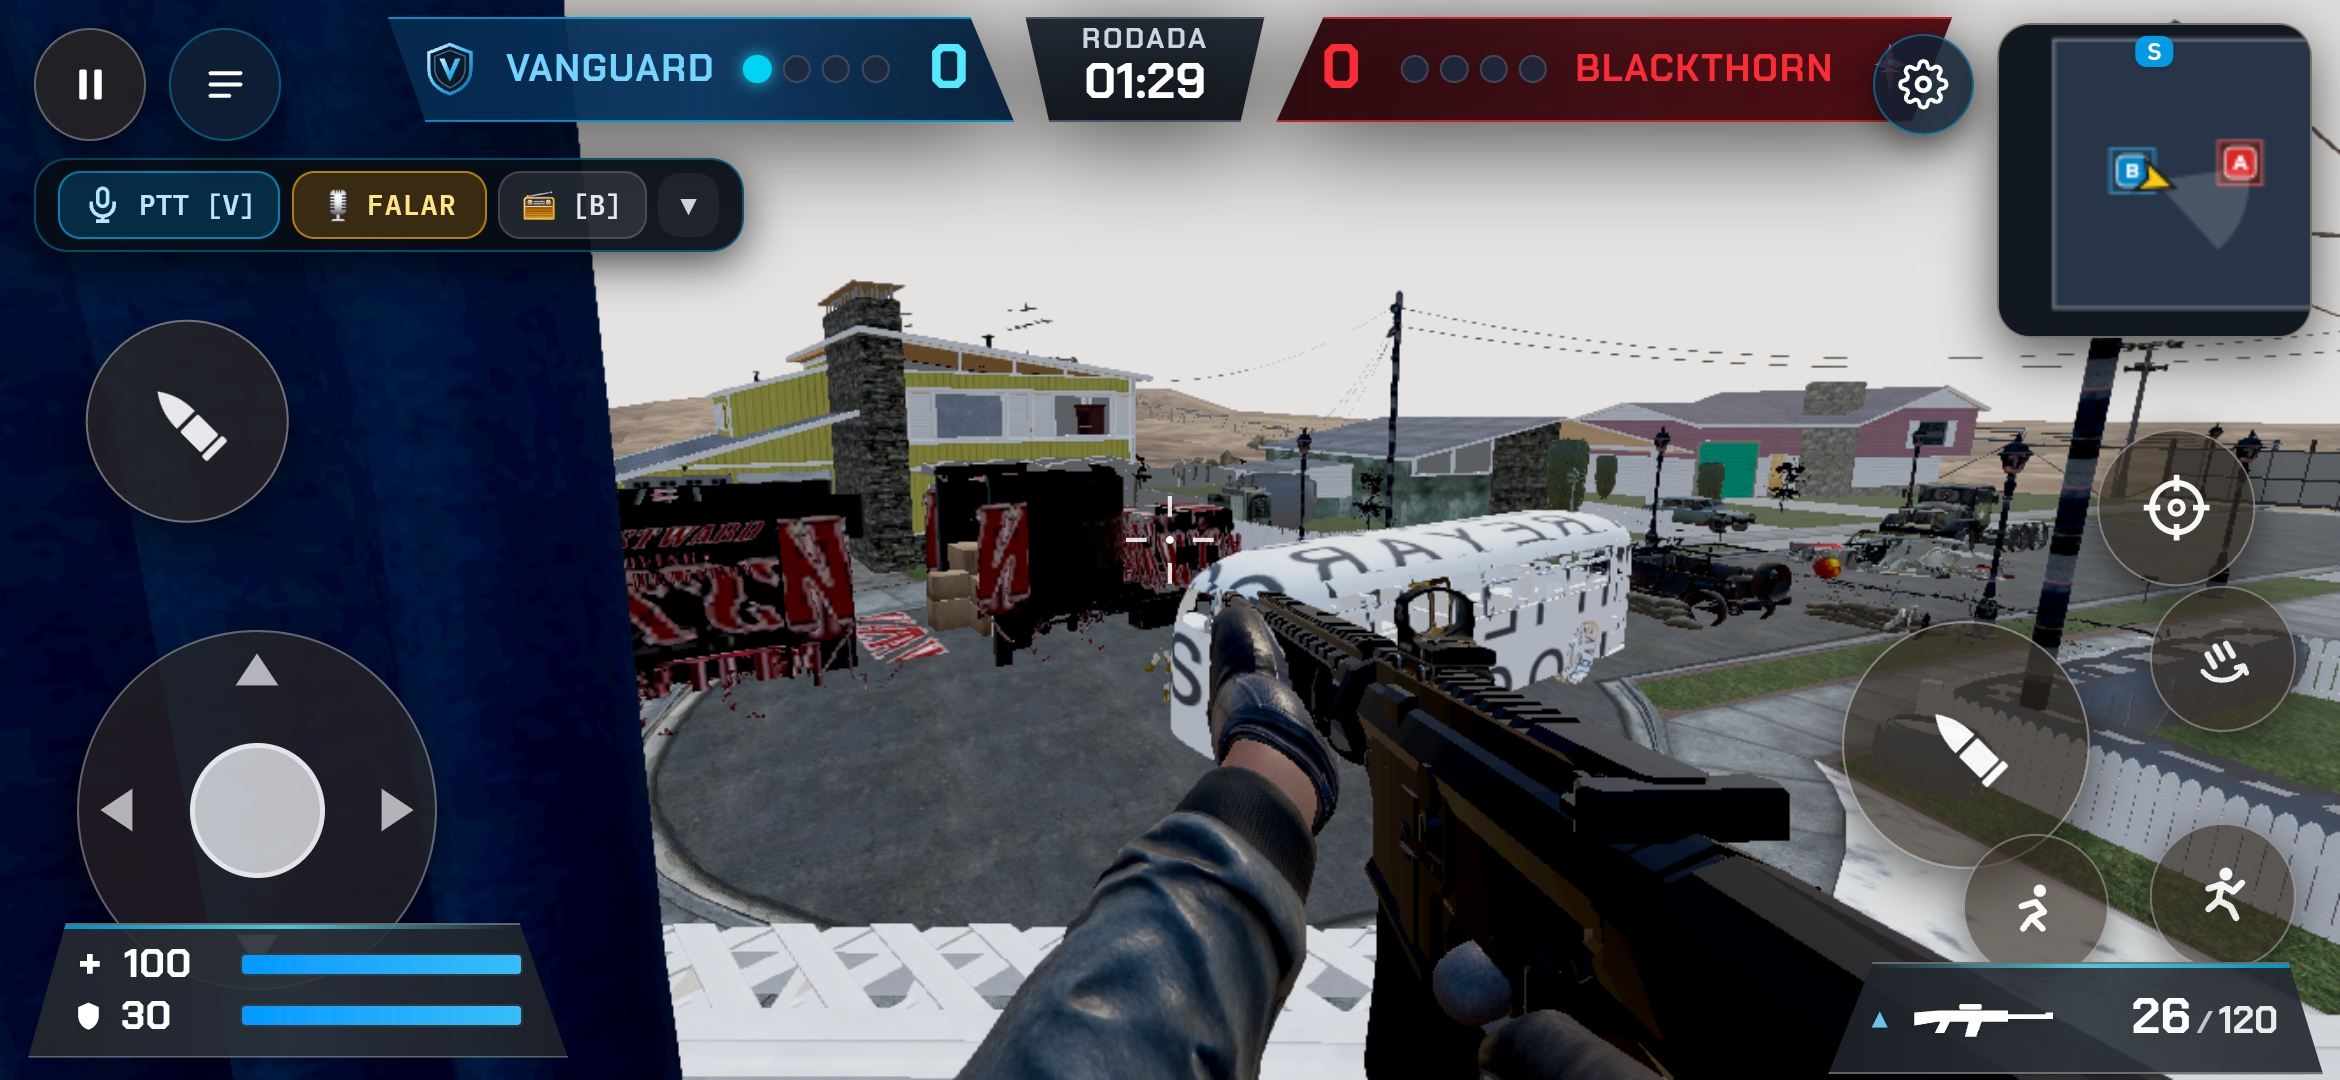 VANGUARD
0
RODADA
01:29
0
BLACKTHORN
S
B
A
PTT [V]
FALAR
[B]
100
30
26/120